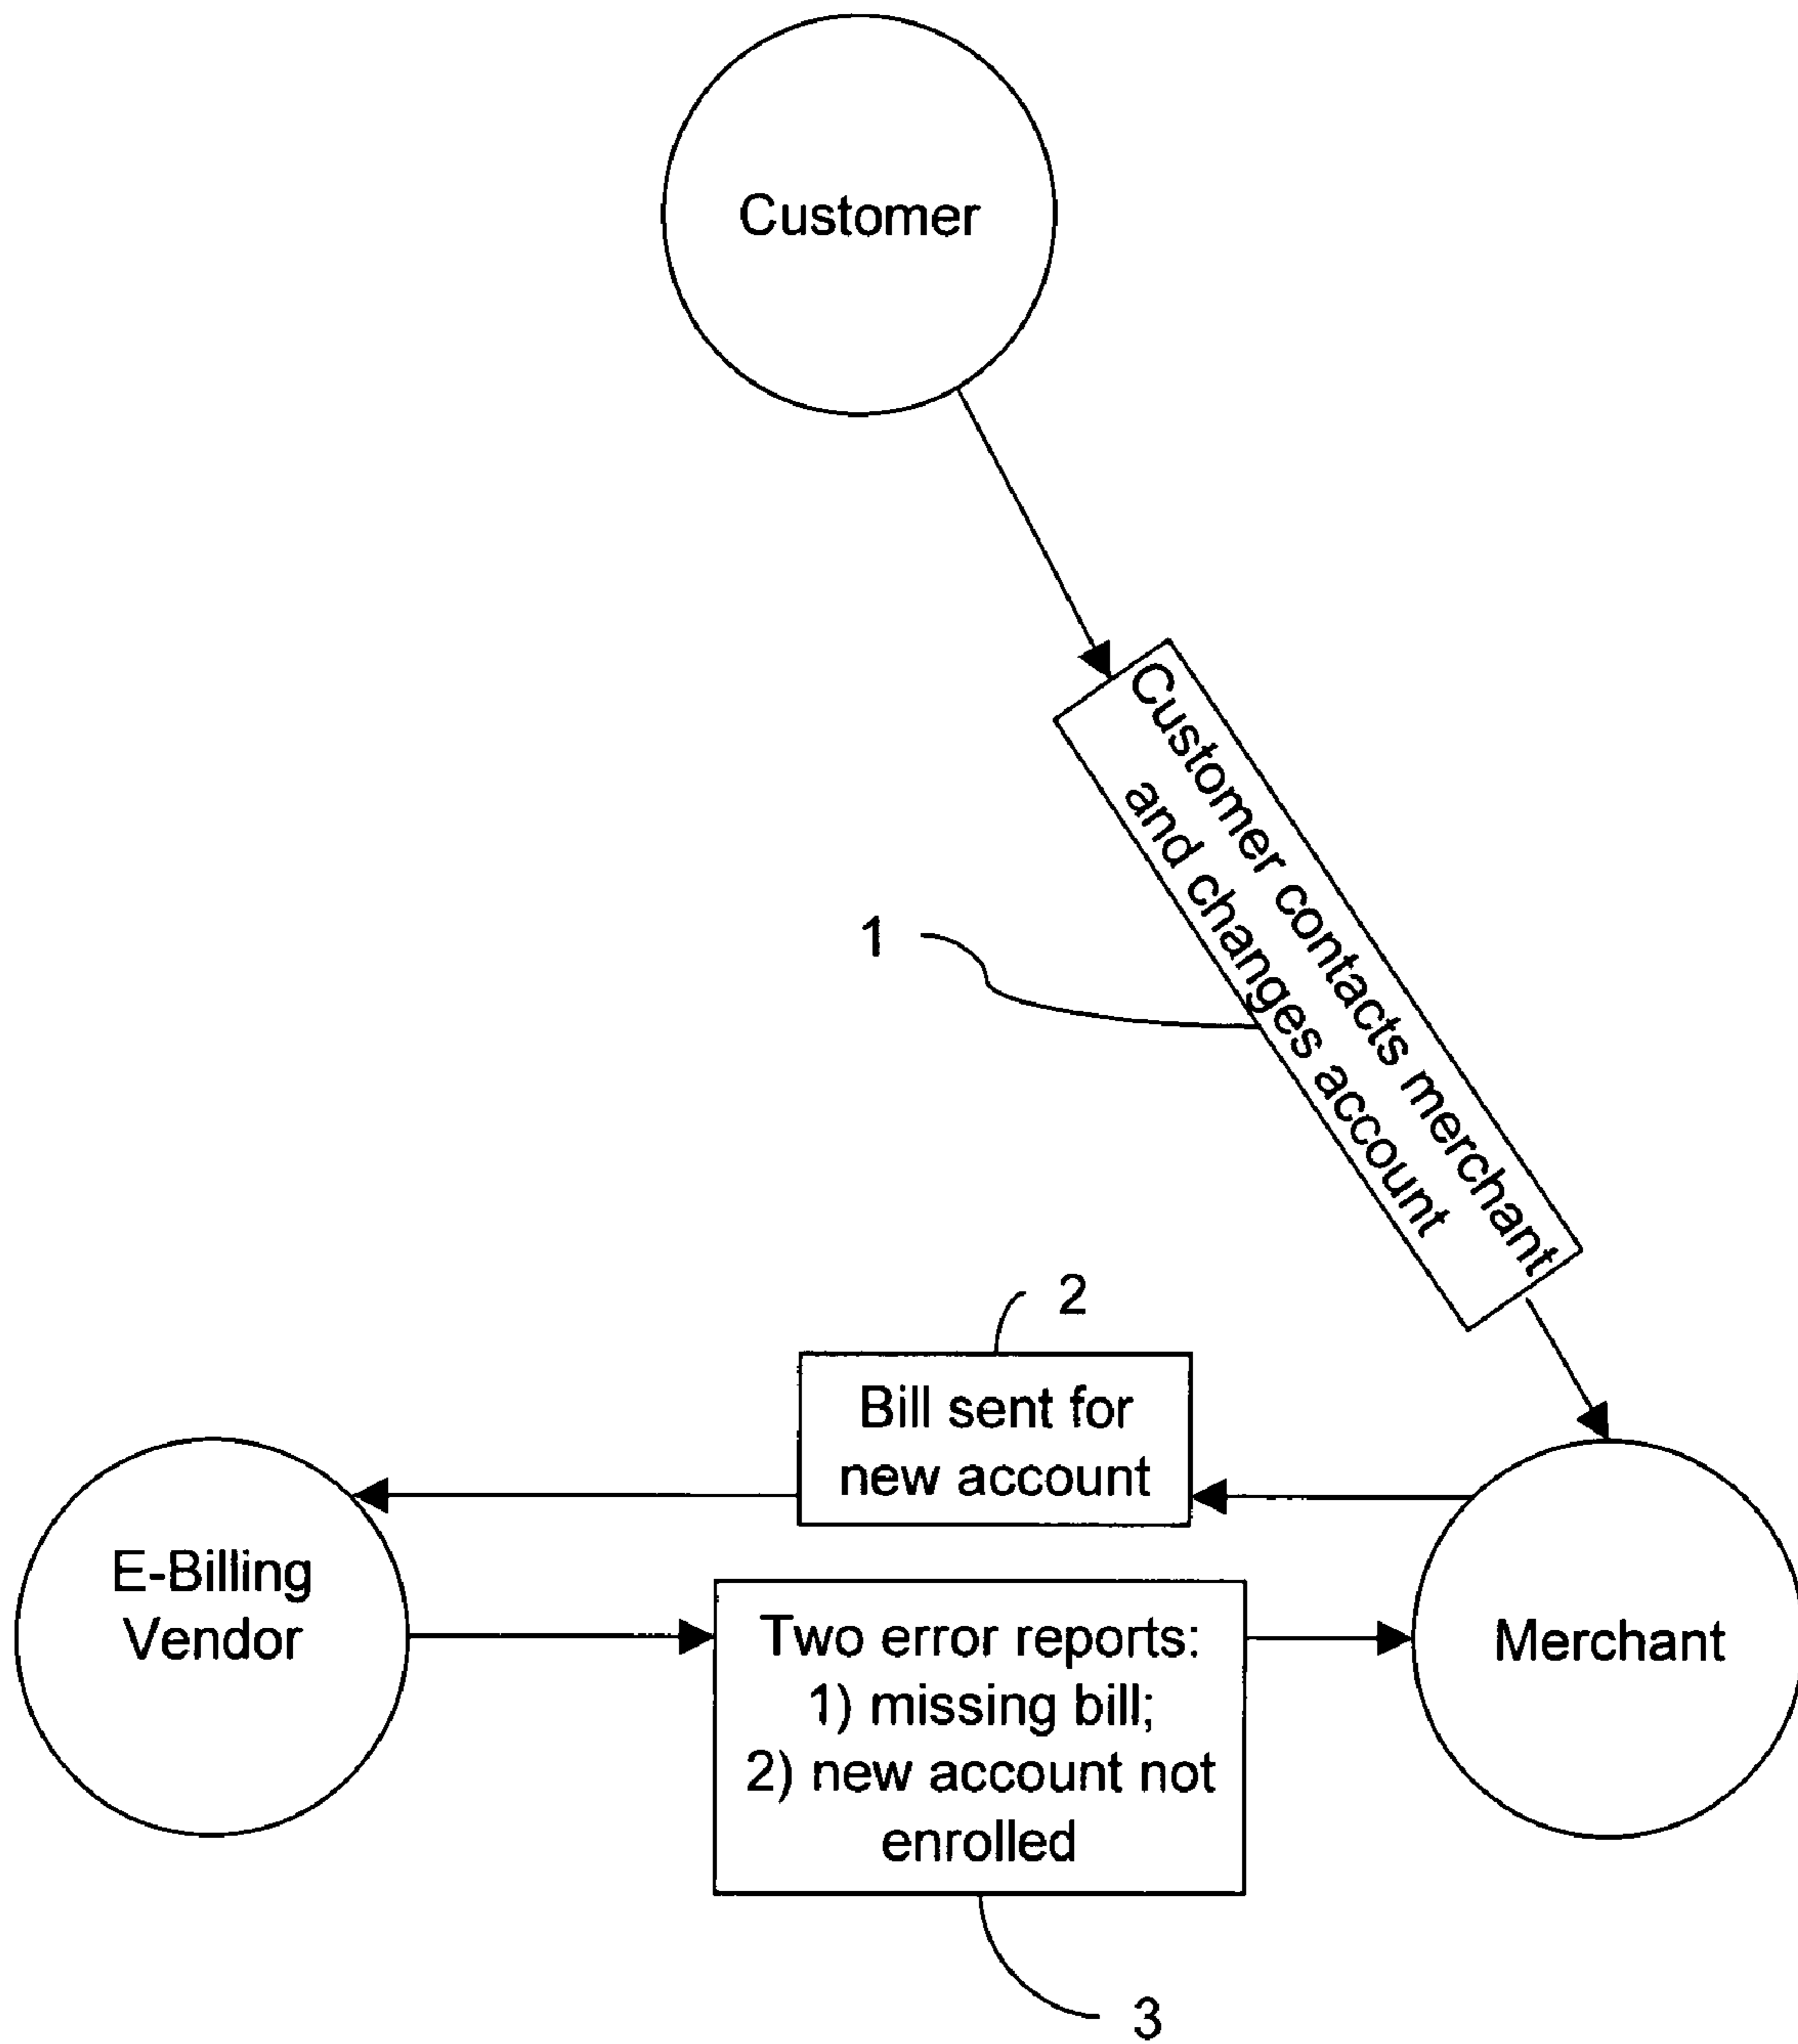 Customer
Customer contacts merchant
and changes account
1
2
Bill sent for
new account
E-Billing
Vendor
Two error reports:
1) missing bill;
2) new account not
enrolled
Merchant
3